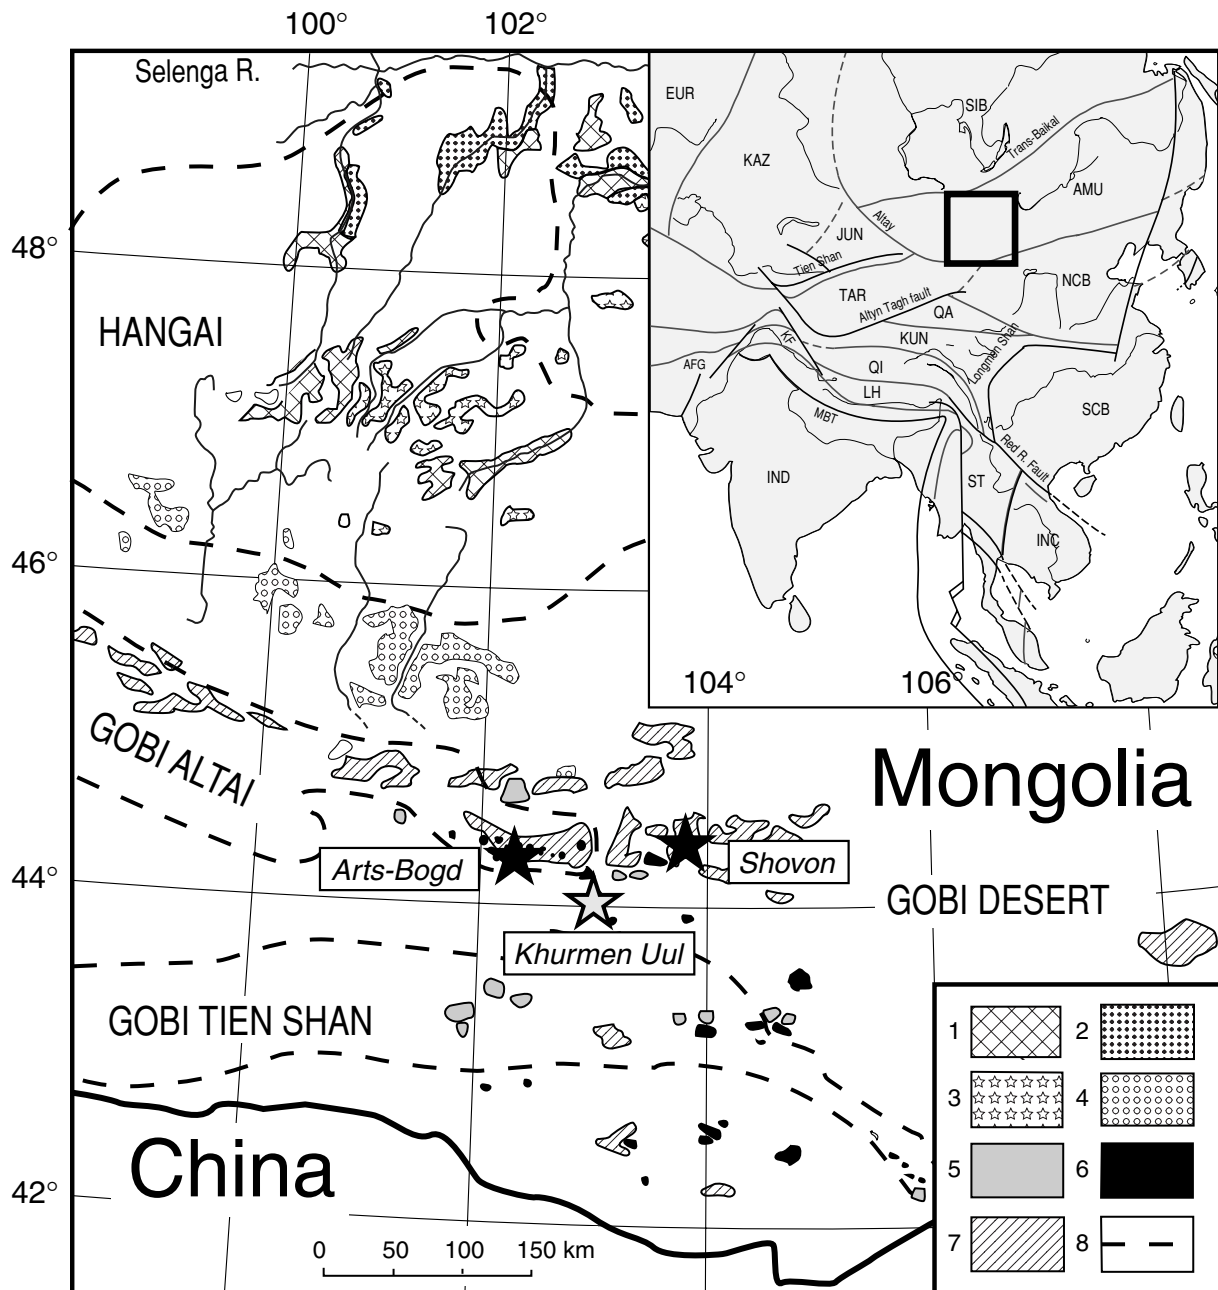 100° 102°
Selenga R.
EUR
SIB
Trans-Baikal
KAZ
AMU
Altay
JUN
48°
Tien Shan
TAR
Altyn Tagh fault
NCB
QA
HANGAI
KF
KUN
Longmen Shan
AFG
QI
LH
MBT
SCB
Red R. Fault
IND
ST
INC
46°
104° 106°
GOBI ALTAI
Mongolia
Arts-Bogd
Shovon
44°
GOBI DESERT
Khurmen Uul
GOBI TIEN SHAN
1 2
3 4
China
5 6
42°
7 8
0 50 100 150 km